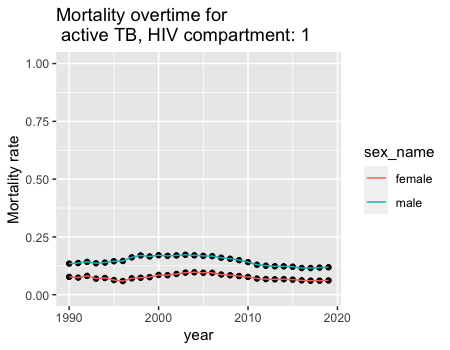 Mortality overtime for
active TB, HIV compartment: 1
1.00
0.75
0.50
0.25
0.00
Mortality rate
1990
2000
2010
2020
year
sex_name
female
male